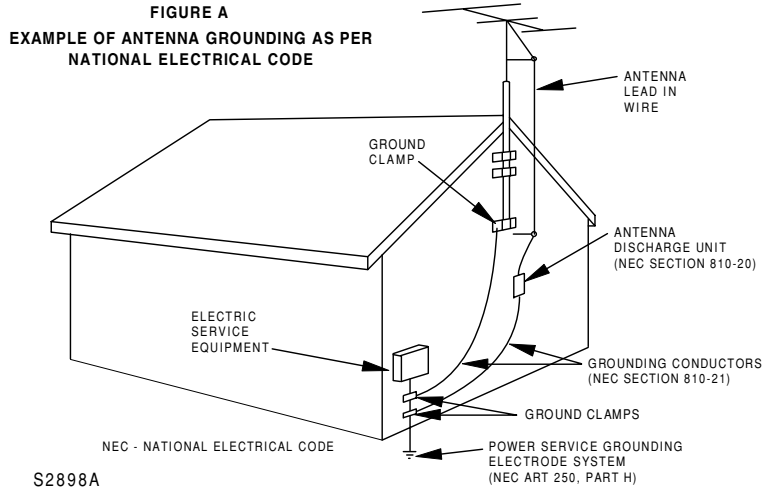 FIGURE A
EXAMPLE OF ANTENNA GROUNDING AS PER
NATIONAL ELECTRICAL CODE
ANTENNA
LEAD IN
WIRE
GROUND
CLAMP
ANTENNA
DISCHARGE UNIT
(NEC SECTION 810-20)
ELECTRIC
SERVICE
EQUIPMENT
GROUNDING CONDUCTORS
(NEC SECTION 810-21)
GROUND CLAMPS
NEC - NATIONAL ELECTRICAL CODE
POWER SERVICE GROUNDING
ELECTRODE SYSTEM
(NEC ART 250, PART H)
S2898A